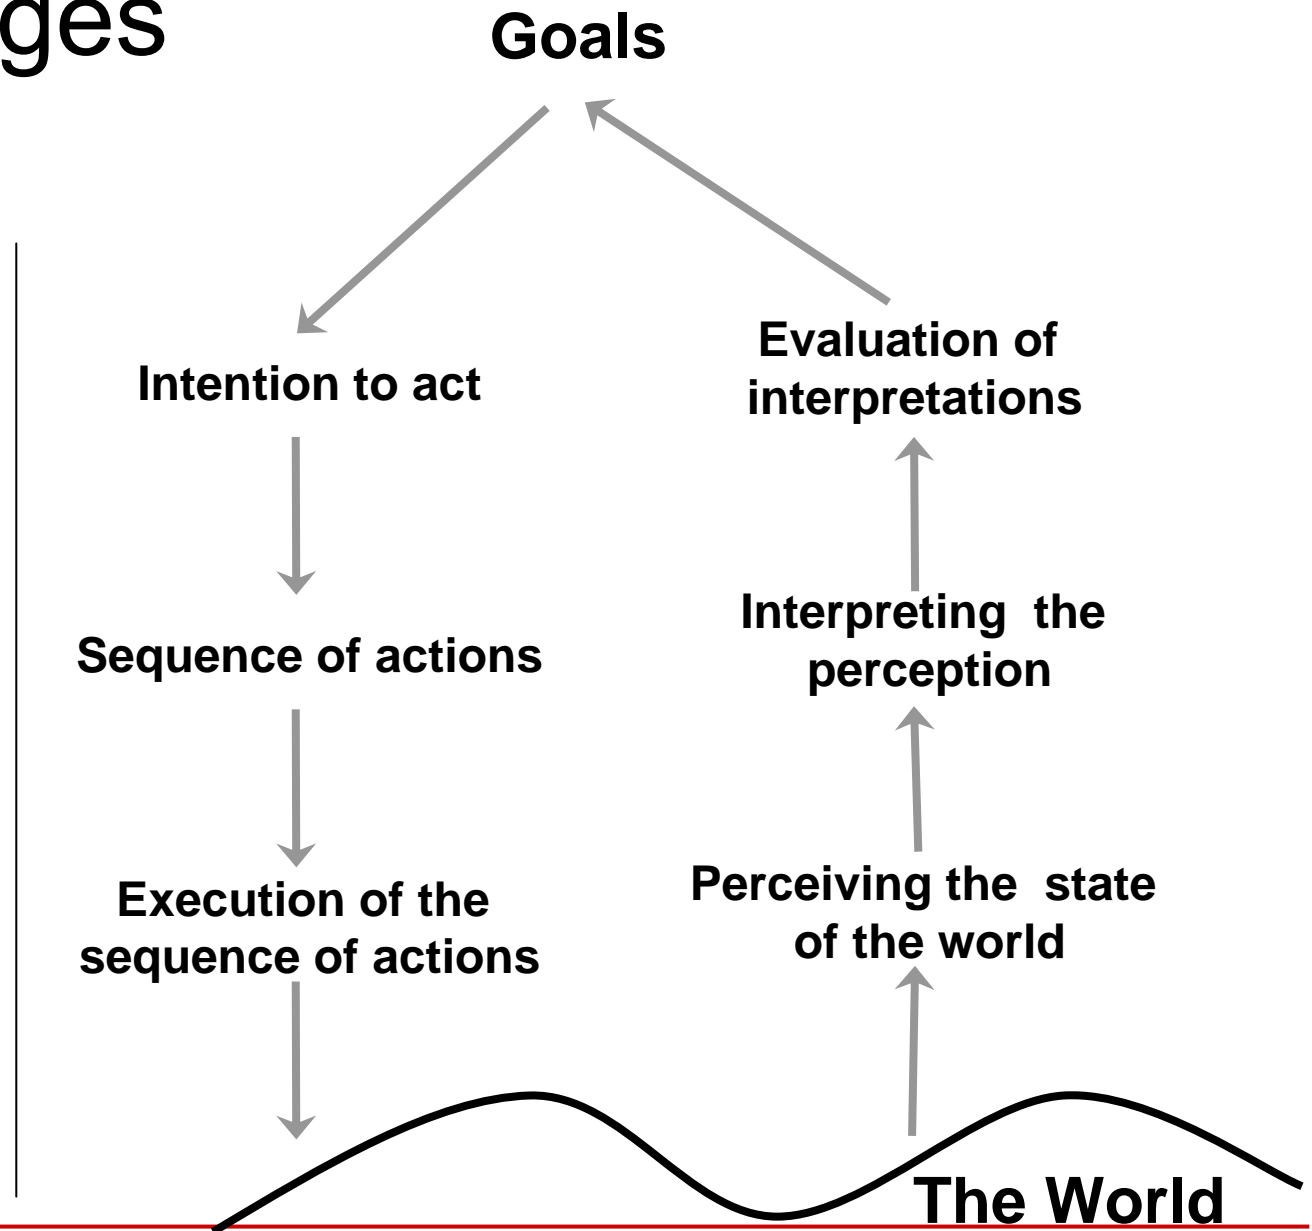 ges
Goals
Intention to act
Sequence of actions
Execution of the
sequence of actions
Evaluation of
interpretations
Interpreting the
perception
Perceiving the state
of the world
The World